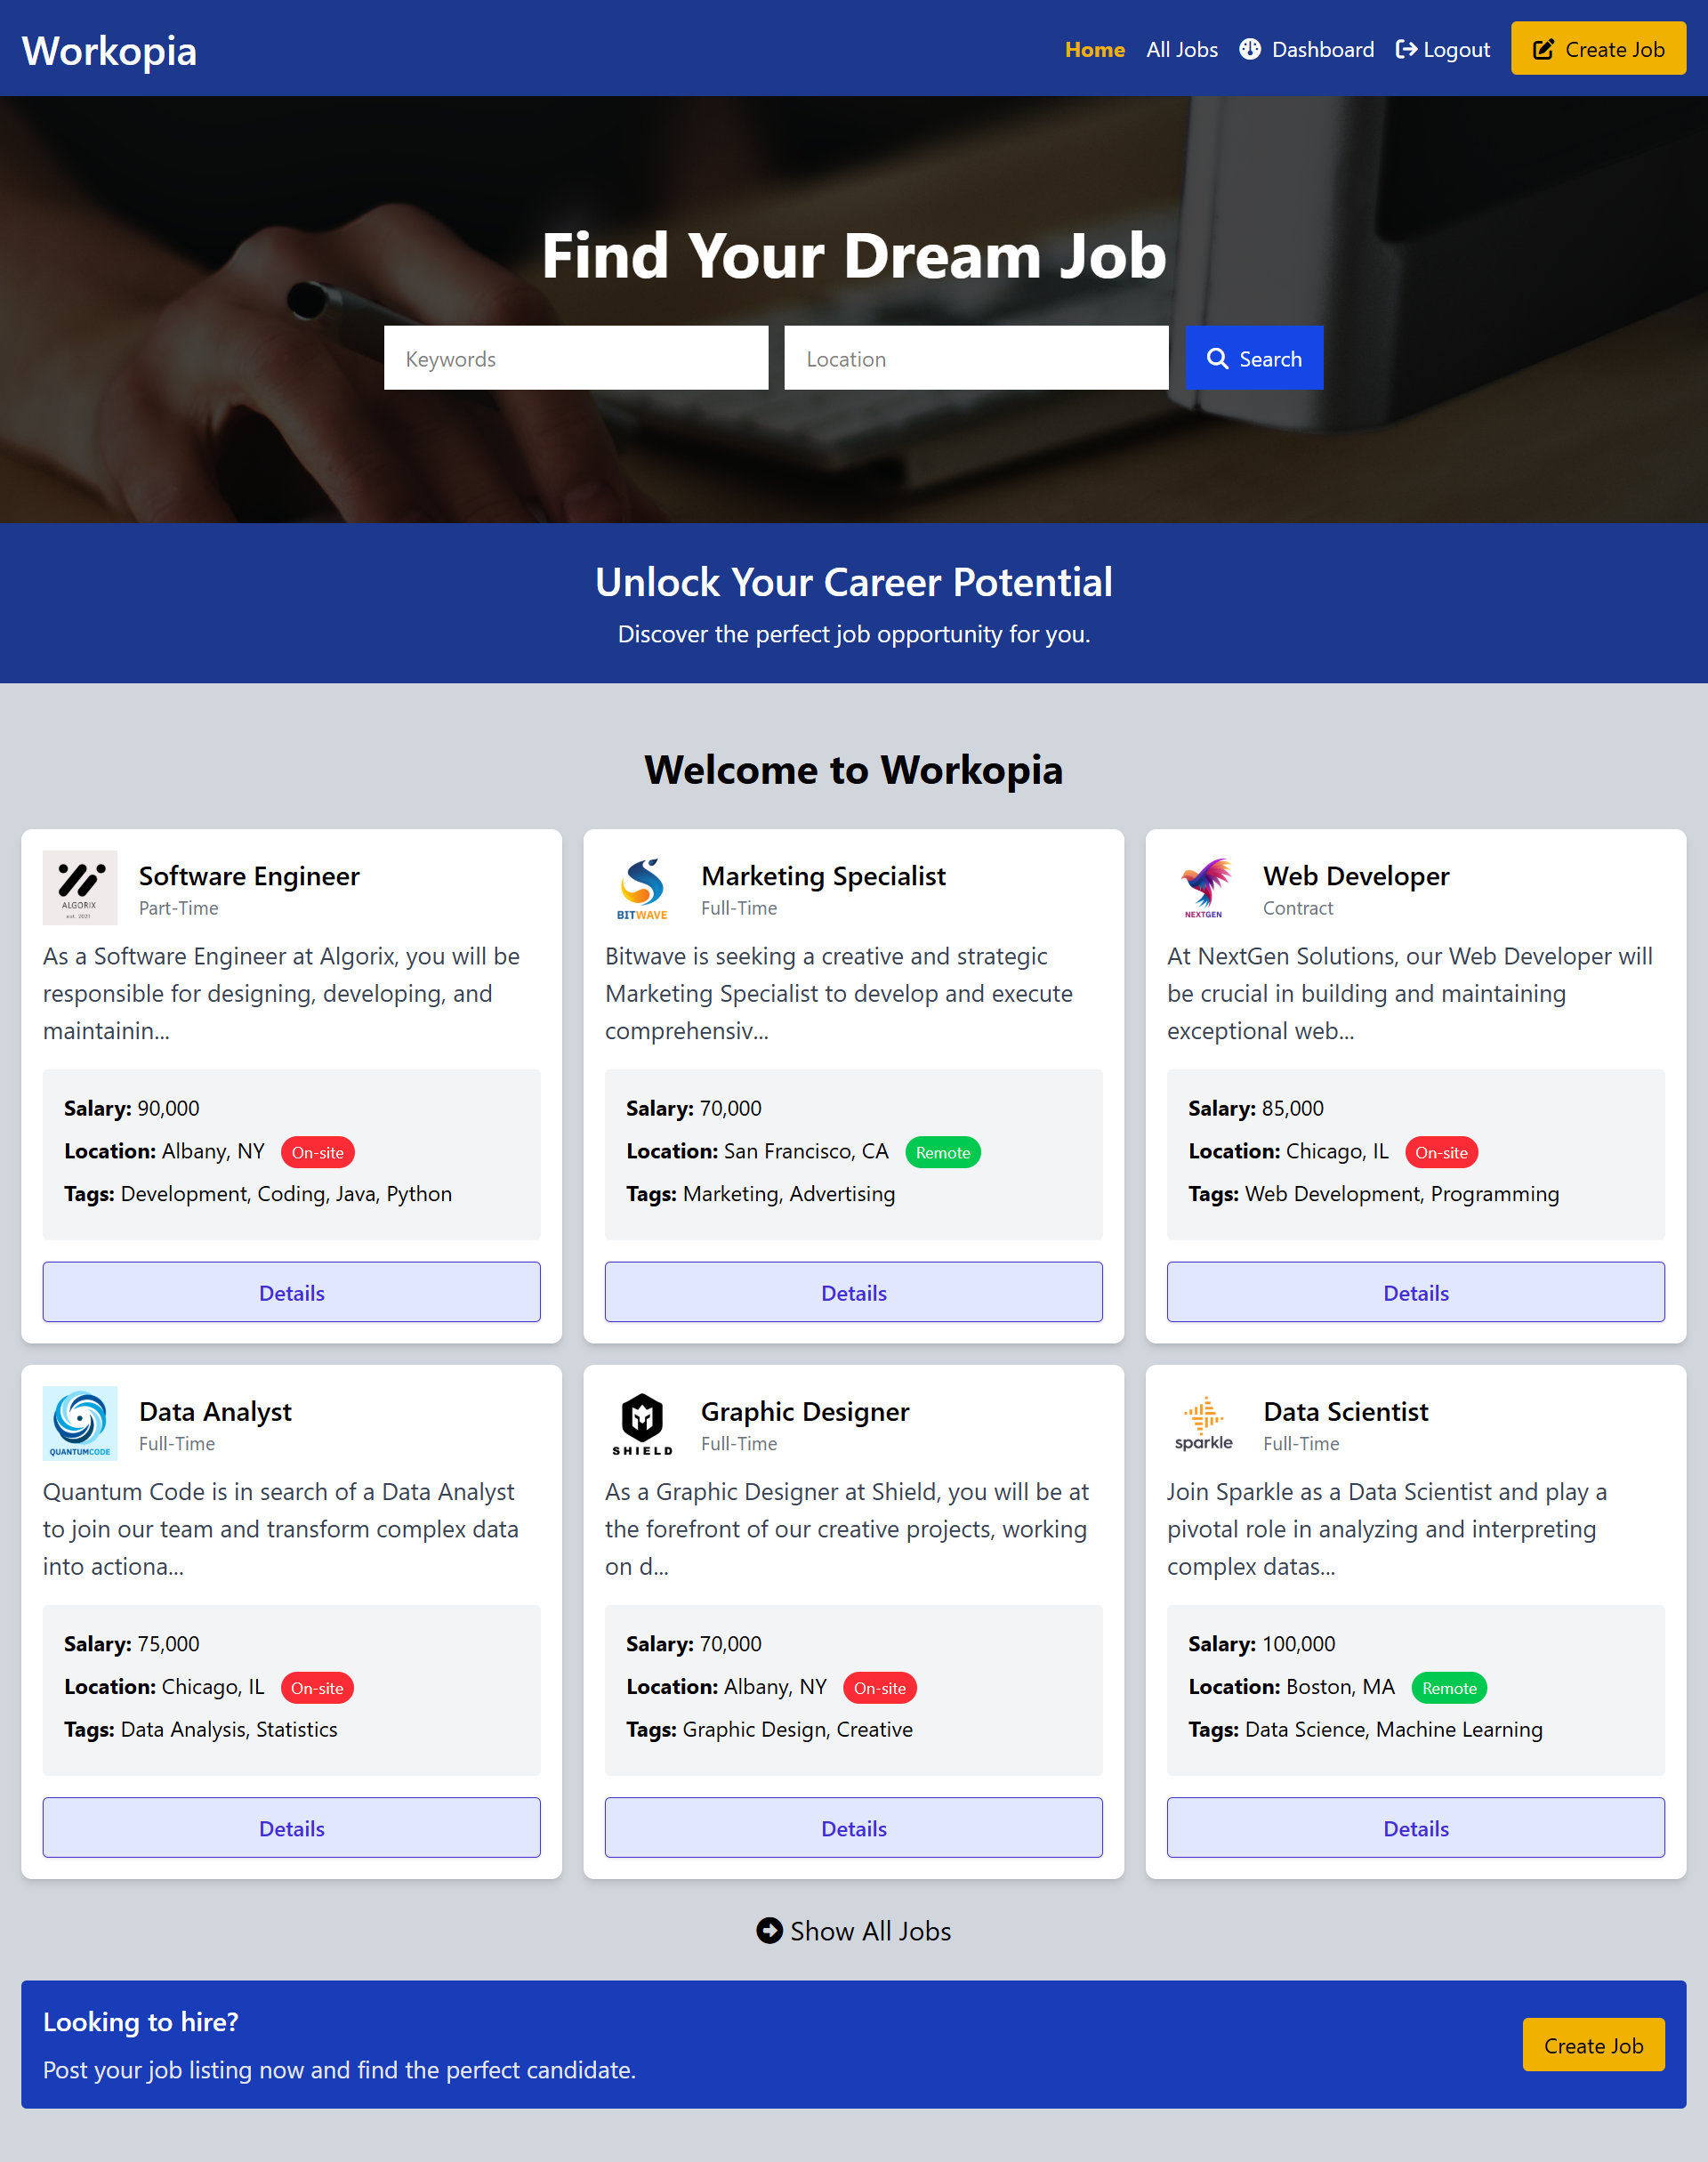 Workopia
Home All Jobs Dashboard Logout Create Job
Find Your Dream Job
Keywords Location Search
Unlock Your Career Potential
Discover the perfect job opportunity for you.
Welcome to Workopia
ALGORIX
est. 2021
Software Engineer
Part-Time
As a Software Engineer at Algorix, you will be
responsible for designing, developing, and
maintainin...
Salary: 90,000
Location: Albany, NY On-site
Tags: Development, Coding, Java, Python
Details
BITWAVE
Marketing Specialist
Full-Time
Bitwave is seeking a creative and strategic
Marketing Specialist to develop and execute
comprehensiv...
Salary: 70,000
Location: San Francisco, CA Remote
Tags: Marketing, Advertising
Details
NEXTGEN
Web Developer
Contract
At NextGen Solutions, our Web Developer will
be crucial in building and maintaining
exceptional web...
Salary: 85,000
Location: Chicago, IL On-site
Tags: Web Development, Programming
Details
QUANTUMCODE
Data Analyst
Full-Time
Quantum Code is in search of a Data Analyst
to join our team and transform complex data
into actiona...
Salary: 75,000
Location: Chicago, IL On-site
Tags: Data Analysis, Statistics
Details
SHIELD
Graphic Designer
Full-Time
As a Graphic Designer at Shield, you will be at
the forefront of our creative projects, working
on d...
Salary: 70,000
Location: Albany, NY On-site
Tags: Graphic Design, Creative
Details
sparkle
Data Scientist
Full-Time
Join Sparkle as a Data Scientist and play a
pivotal role in analyzing and interpreting
complex datas...
Salary: 100,000
Location: Boston, MA Remote
Tags: Data Science, Machine Learning
Details
Show All Jobs
Looking to hire?
Post your job listing now and find the perfect candidate.
Create Job